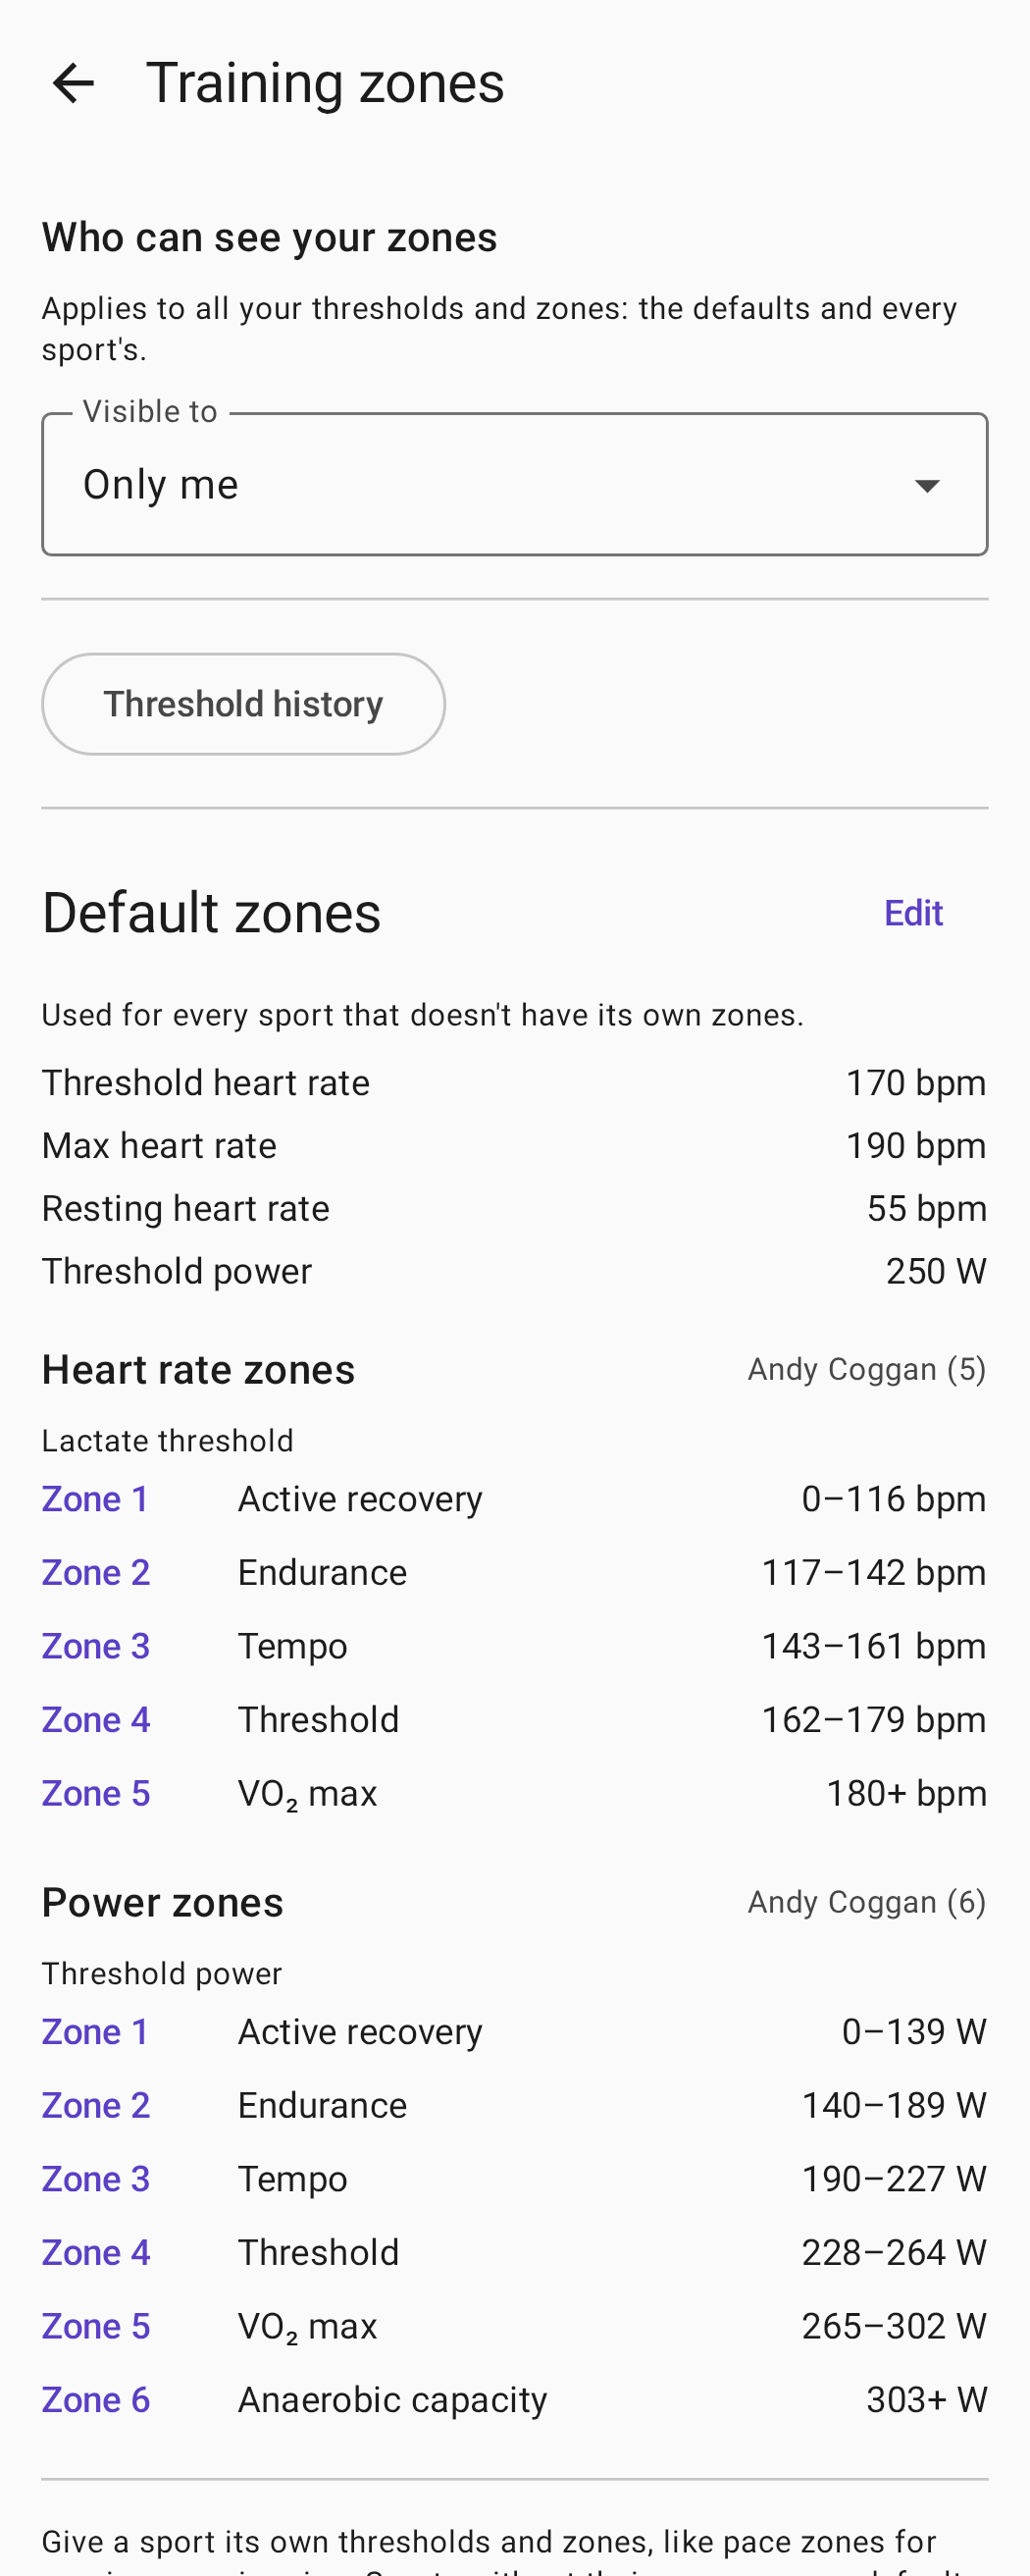 Training zones
Who can see your zones
Applies to all your thresholds and zones: the defaults and every
sport's.
Visible to
Only me
Threshold history
Default zones
Edit
Used for every sport that doesn't have its own zones.
Threshold heart rate 170 bpm
Max heart rate 190 bpm
Resting heart rate 55 bpm
Threshold power 250 W
Heart rate zones Andy Coggan (5)
Lactate threshold
Zone 1 Active recovery 0–116 bpm
Zone 2 Endurance 117–142 bpm
Zone 3 Tempo 143–161 bpm
Zone 4 Threshold 162–179 bpm
Zone 5 VO₂ max 180+ bpm
Power zones Andy Coggan (6)
Threshold power
Zone 1 Active recovery 0–139 W
Zone 2 Endurance 140–189 W
Zone 3 Tempo 190–227 W
Zone 4 Threshold 228–264 W
Zone 5 VO₂ max 265–302 W
Zone 6 Anaerobic capacity 303+ W
Give a sport its own thresholds and zones, like pace zones for